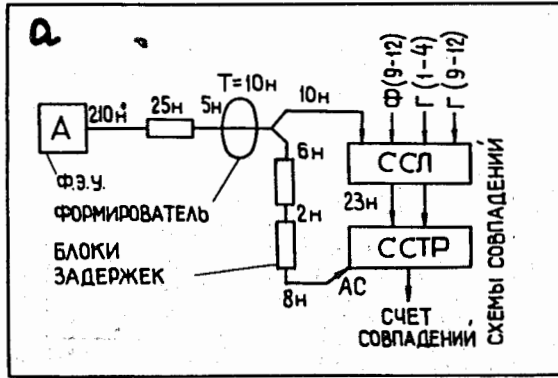 а
Т=10н
10н
Ф(9-12)
Г(1-4)
Г(9-12)
210н
25н
5н
А
Ф.Э.У.
6н
ССЛ
ФОРМИРОВАТЕЛЬ
23н
2н
БЛОКИ
ЗАДЕРЖЕК
ССТР
8н
АС
СЧЕТ
СОВПАДЕНИЙ
СХЕМЫ СОВПАДЕНИЙ